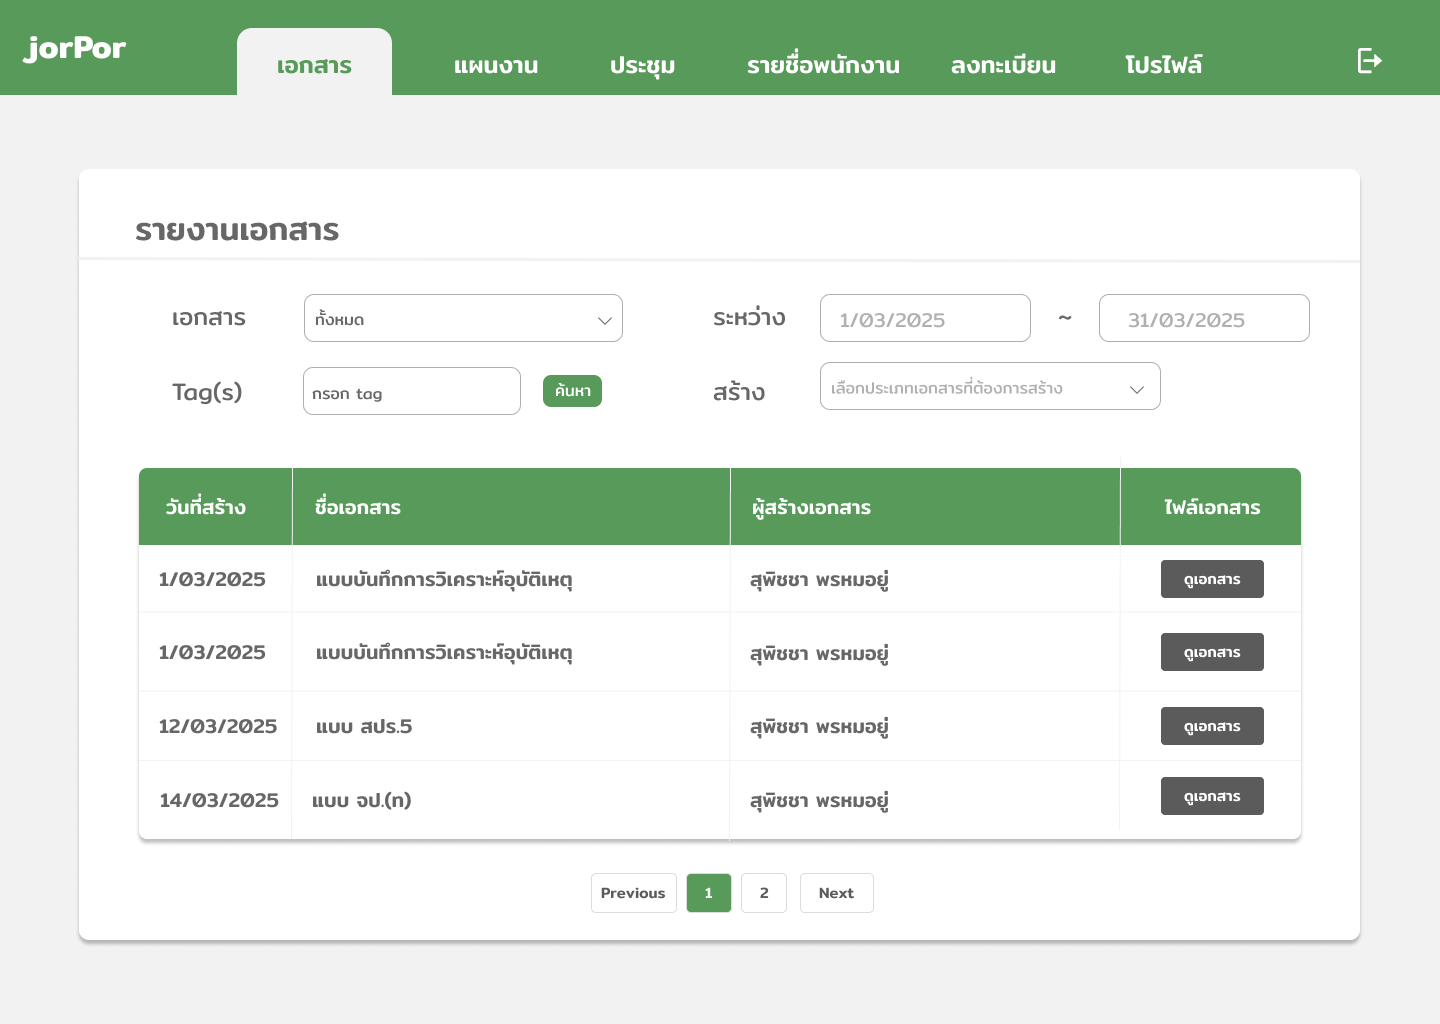 jorPor
เอกสาร แผนงาน ประชุม รายชื่อพนักงาน ลงทะเบียน โปรไฟล์
รายงานเอกสาร
เอกสาร ทั้งหมด ระหว่าง 1/03/2025 ~ 31/03/2025
Tag(s) กรอก tag ค้นหา สร้าง เลือกประเภทเอกสารที่ต้องการสร้าง
วันที่สร้าง ชื่อเอกสาร ผู้สร้างเอกสาร ไฟล์เอกสาร
1/03/2025 แบบบันทึกการวิเคราะห์อุบัติเหตุ สุพิชชา พรหมอยู่ ดูเอกสาร
1/03/2025 แบบบันทึกการวิเคราะห์อุบัติเหตุ สุพิชชา พรหมอยู่ ดูเอกสาร
12/03/2025 แบบ สปร.5 สุพิชชา พรหมอยู่ ดูเอกสาร
14/03/2025 แบบ จป.(ท) สุพิชชา พรหมอยู่ ดูเอกสาร
Previous 1 2 Next